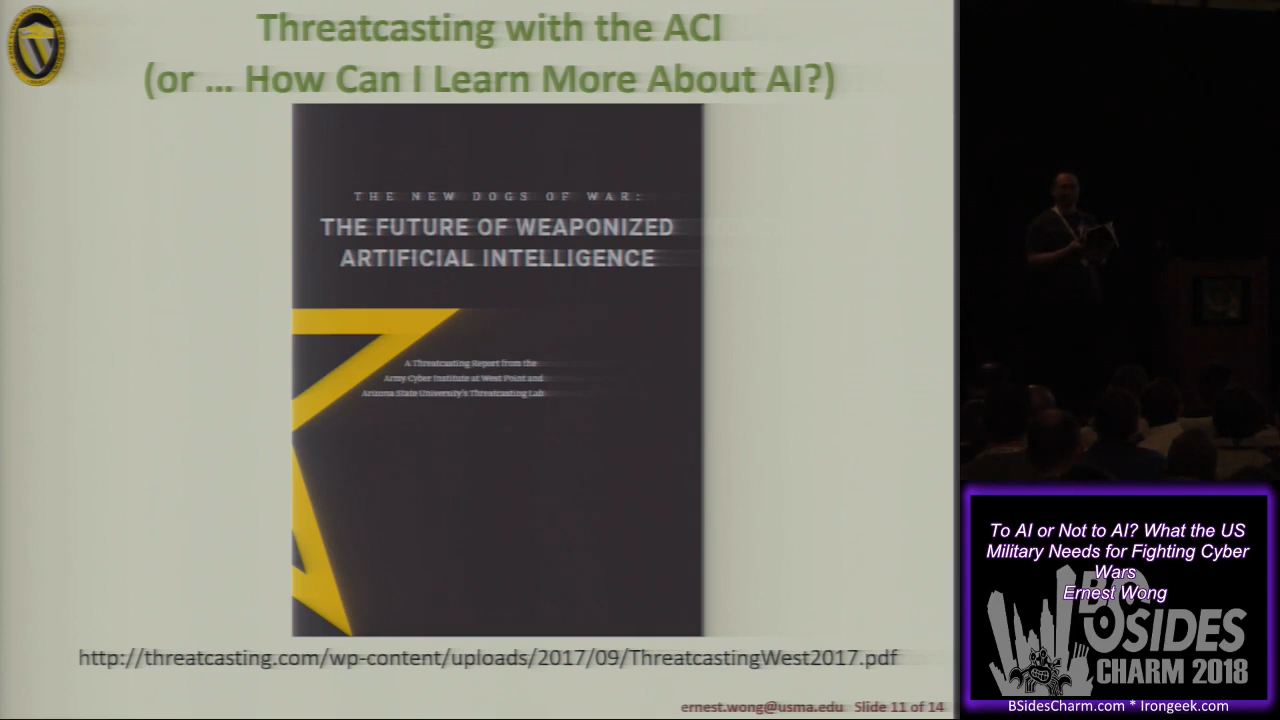 Threatcasting with the ACI
(or ... How Can I Learn More About AI?)
THE NEW DOGS OF WAR:
THE FUTURE OF WEAPONIZED
ARTIFICIAL INTELLIGENCE
A Threatcasting Report from the
Army Cyber Institute at West Point and
Arizona State University's Threatcasting Lab
http://threatcasting.com/wp-content/uploads/2017/09/ThreatcastingWest2017.pdf
ernest.wong@usma.edu Slide 11 of 14
To AI or Not to AI? What the US
Military Needs for Fighting Cyber
Wars
Ernest Wong
BSIDES
CHARM 2018
BSidesCharm.com * Irongeek.com